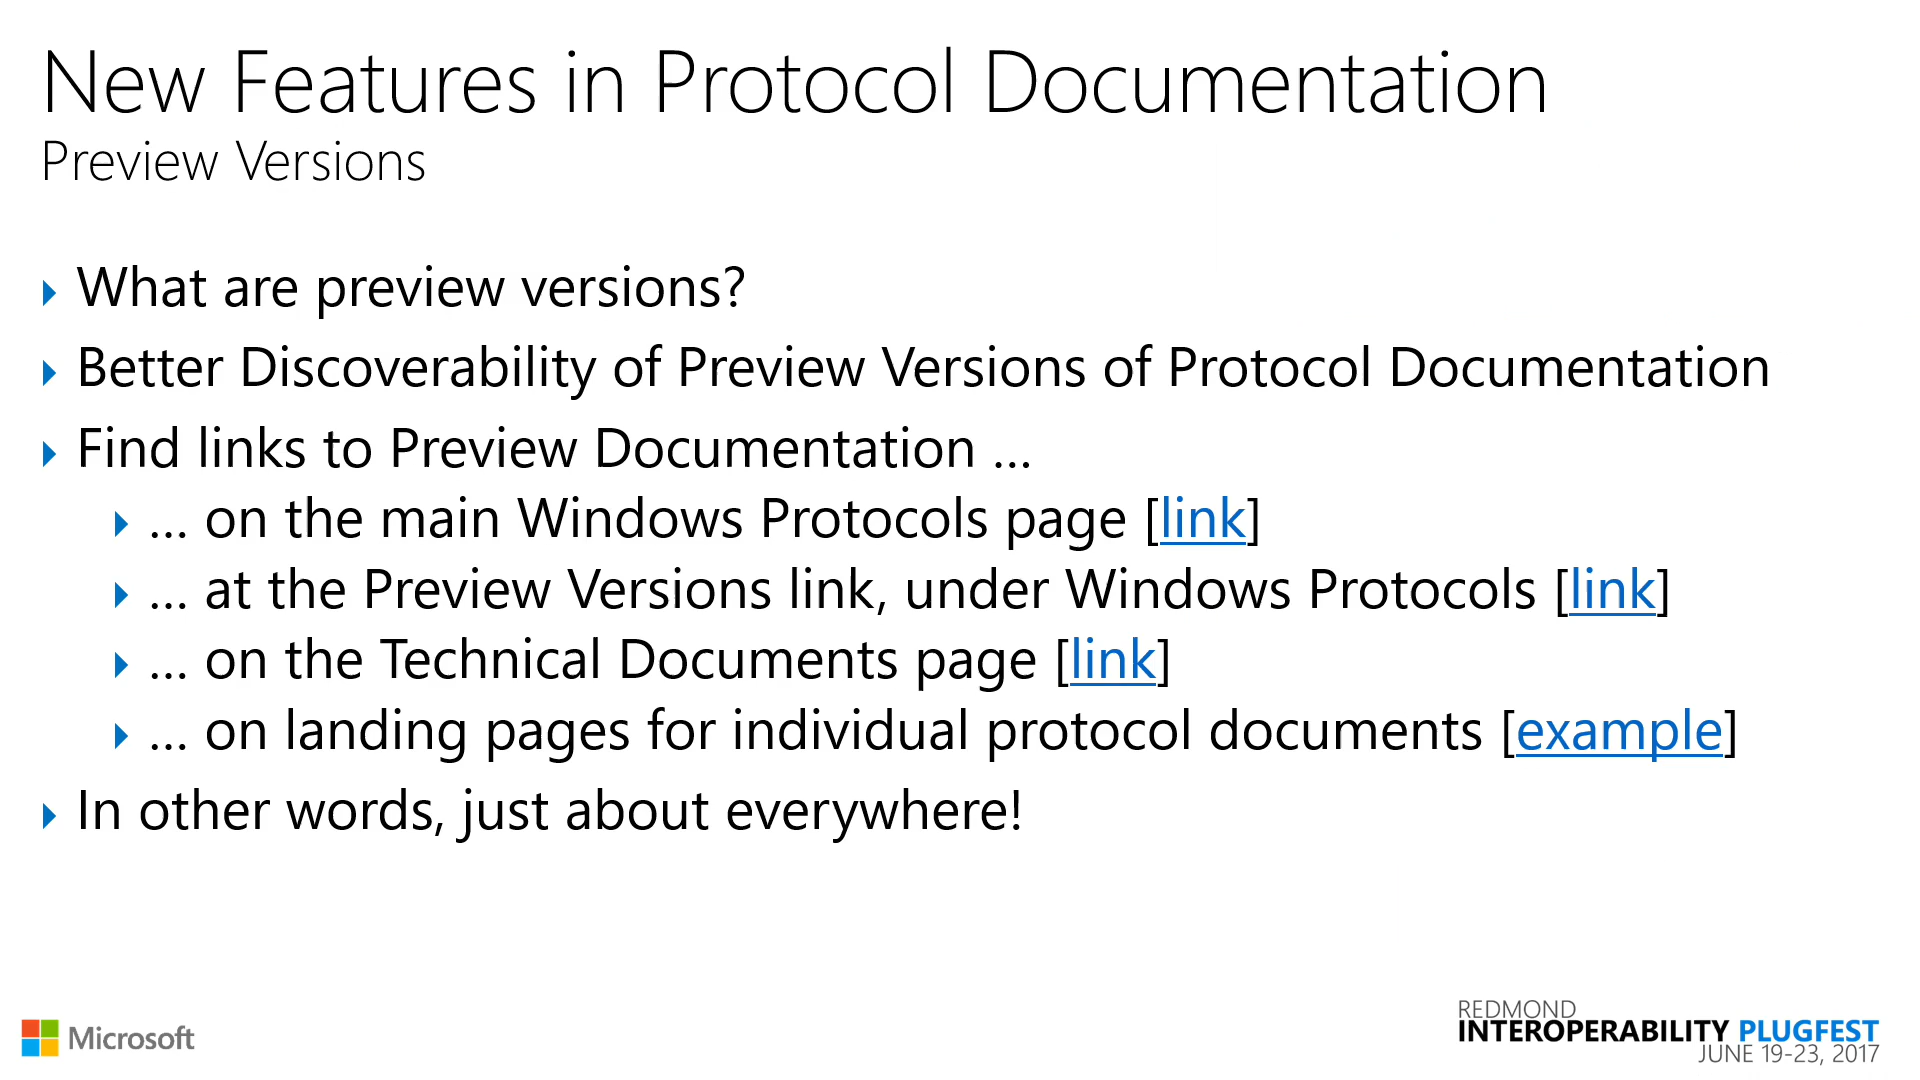 New Features in Protocol Documentation
Preview Versions
What are preview versions?
Better Discoverability of Preview Versions of Protocol Documentation
Find links to Preview Documentation ...
... on the main Windows Protocols page [link]
... at the Preview Versions link, under Windows Protocols [link]
... on the Technical Documents page [link]
... on landing pages for individual protocol documents [example]
In other words, just about everywhere!
Microsoft
REDMOND
INTEROPERABILITY PLUGFEST
JUNE 19-23, 2017